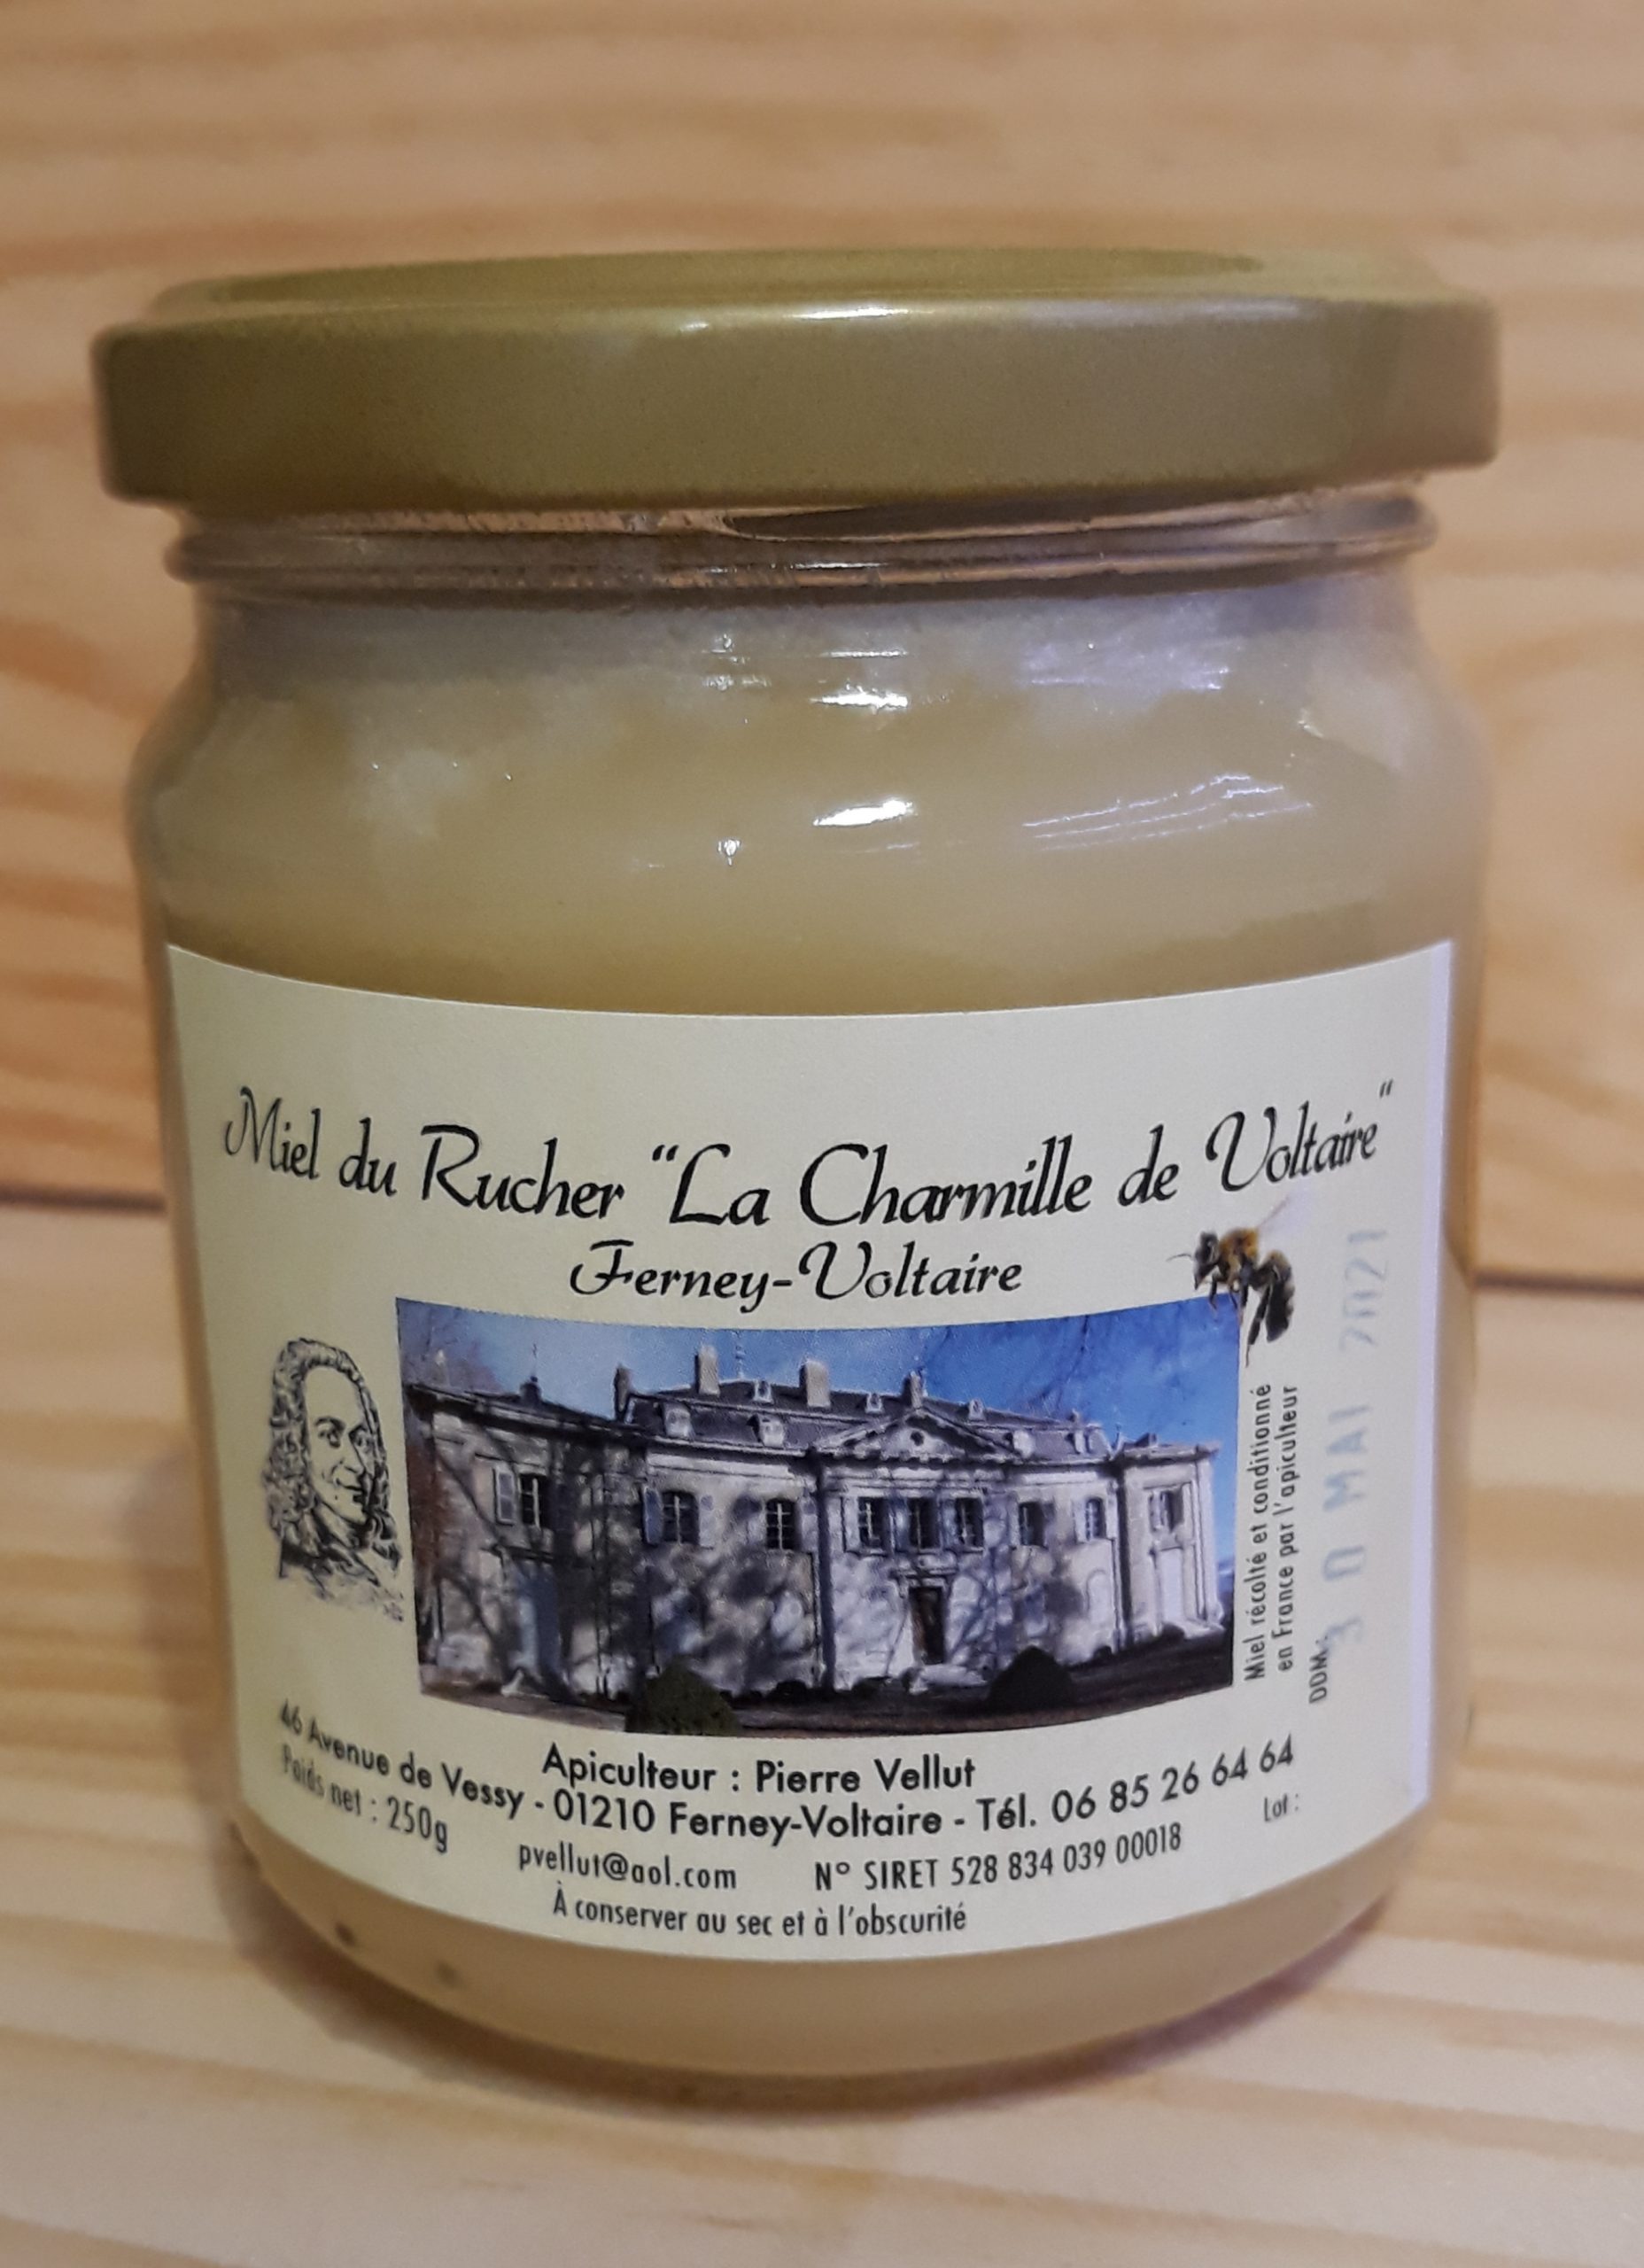 Miel du Rucher “La Charmille de Voltaire“
Ferney-Voltaire
Miel récolté et conditionné
en France par l'apiculteur
DDM: 30 MAI 2021
Apiculteur : Pierre Vellut
46 Avenue de Vessy - 01210 Ferney-Voltaire - Tél. 06 85 26 64 64
Poids net : 250g
pvellut@aol.com
N° SIRET 528 834 039 00018
Lot :
À conserver au sec et à l'obscurité